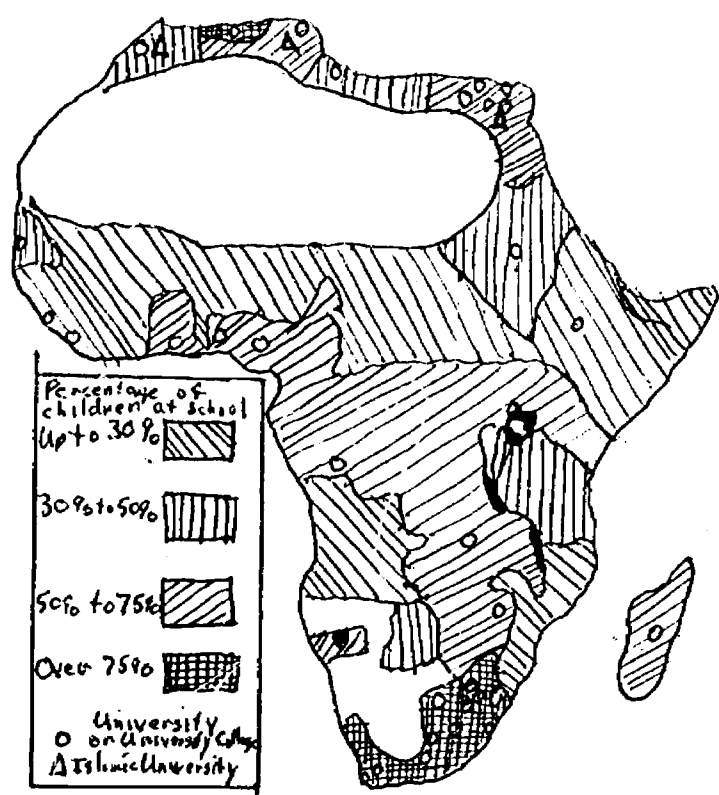 Percentage of
children at school
Up to 30%
30% to 50%
50% to 75%
Over 75%
University
or University College
Islamic University